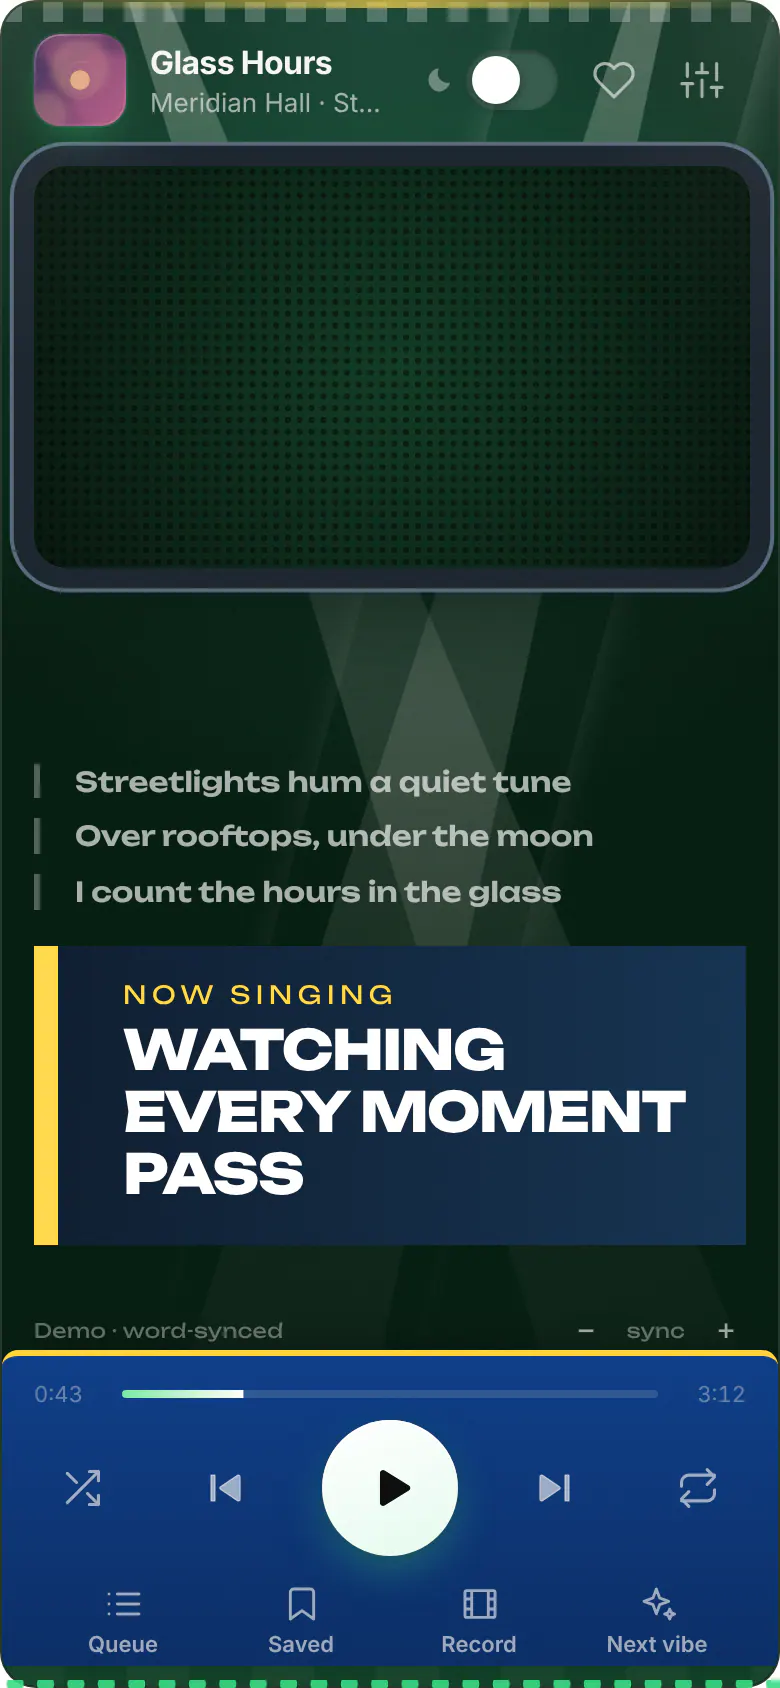 Glass Hours
Meridian Hall · St...
Streetlights hum a quiet tune
Over rooftops, under the moon
I count the hours in the glass
NOW SINGING
WATCHING
EVERY MOMENT
PASS
Demo · word-synced
− sync +
0:43 3:12
Queue Saved Record Next vibe